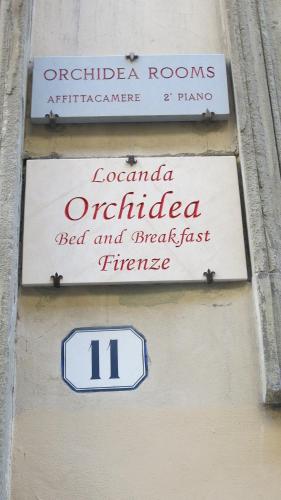 ORCHIDEA ROOMS
AFFITTACAMERE 2° PIANO
Locanda
Orchidea
Bed and Breakfast
Firenze
11